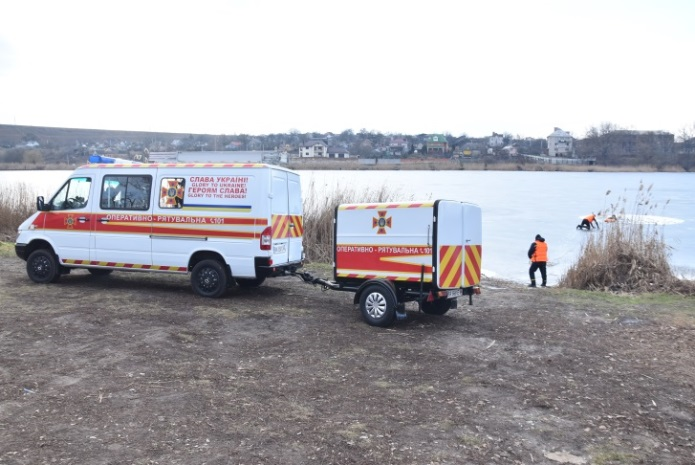 СЛАВА УКРАЇНІ!
GLORY TO UKRAINE!
ГЕРОЯМ СЛАВА!
GLORY TO THE HEROES!
ОПЕРАТИВНО - РЯТУВАЛЬНА 101
ОПЕРАТИВНО - РЯТУВАЛЬНА 101